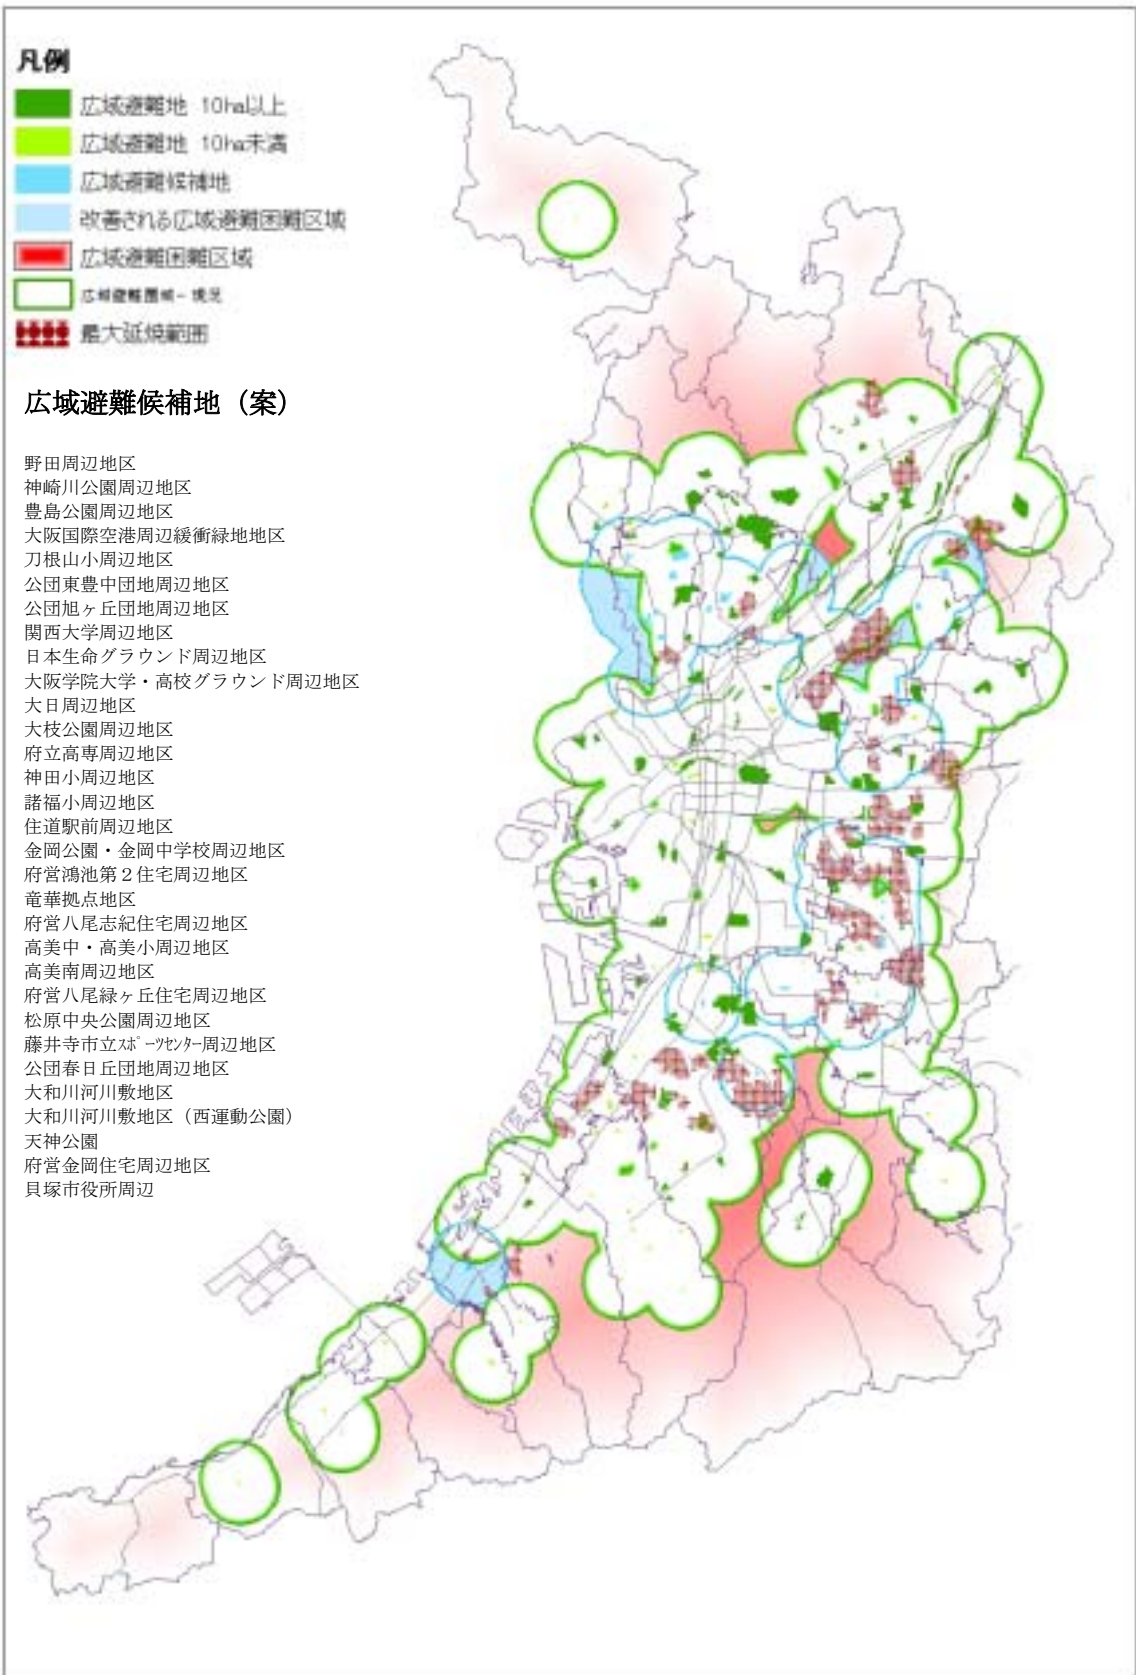 凡例
広域避難地 10ha以上
広域避難地 10ha未満
広域避難候補地
改善される広域避難困難区域
広域避難困難区域
広域避難圏域－現況
最大延焼範囲
広域避難候補地（案）
野田周辺地区
神崎川公園周辺地区
豊島公園周辺地区
大阪国際空港周辺緩衝緑地地区
刀根山小周辺地区
公団東豊中団地周辺地区
公団旭ヶ丘団地周辺地区
関西大学周辺地区
日本生命グラウンド周辺地区
大阪学院大学・高校グラウンド周辺地区
大日周辺地区
大枝公園周辺地区
府立高専周辺地区
神田小周辺地区
諸福小周辺地区
住道駅前周辺地区
金岡公園・金岡中学校周辺地区
府営鴻池第２住宅周辺地区
竜華拠点地区
府営八尾志紀住宅周辺地区
高美中・高美小周辺地区
高美南周辺地区
府営八尾緑ヶ丘住宅周辺地区
松原中央公園周辺地区
藤井寺市立ｽﾎﾟｰﾂｾﾝﾀｰ周辺地区
公団春日丘団地周辺地区
大和川河川敷地区
大和川河川敷地区（西運動公園）
天神公園
府営金岡住宅周辺地区
貝塚市役所周辺